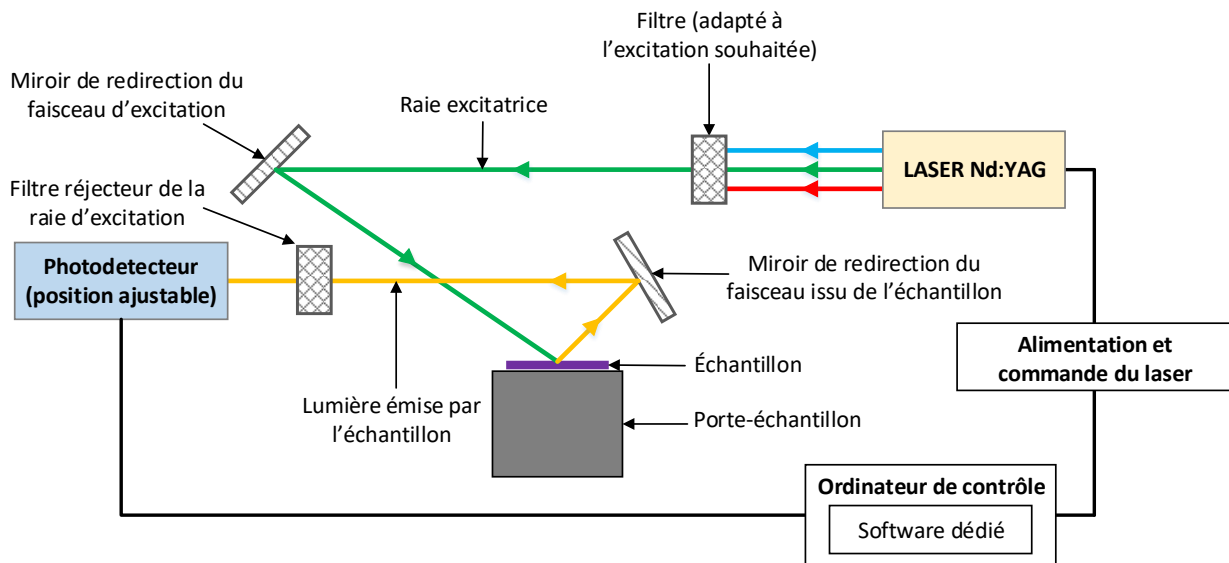 Filtre (adapté à
l'excitation souhaitée)
Miroir de redirection du
faisceau d'excitation
Raie excitatrice
LASER Nd:YAG
Filtre réjecteur de la
raie d'excitation
Photodetecteur
(position ajustable)
Miroir de redirection du
faisceau issu de l'échantillon
Alimentation et
commande du laser
Échantillon
Lumière émise par
l'échantillon
Porte-échantillon
Ordinateur de contrôle
Software dédié